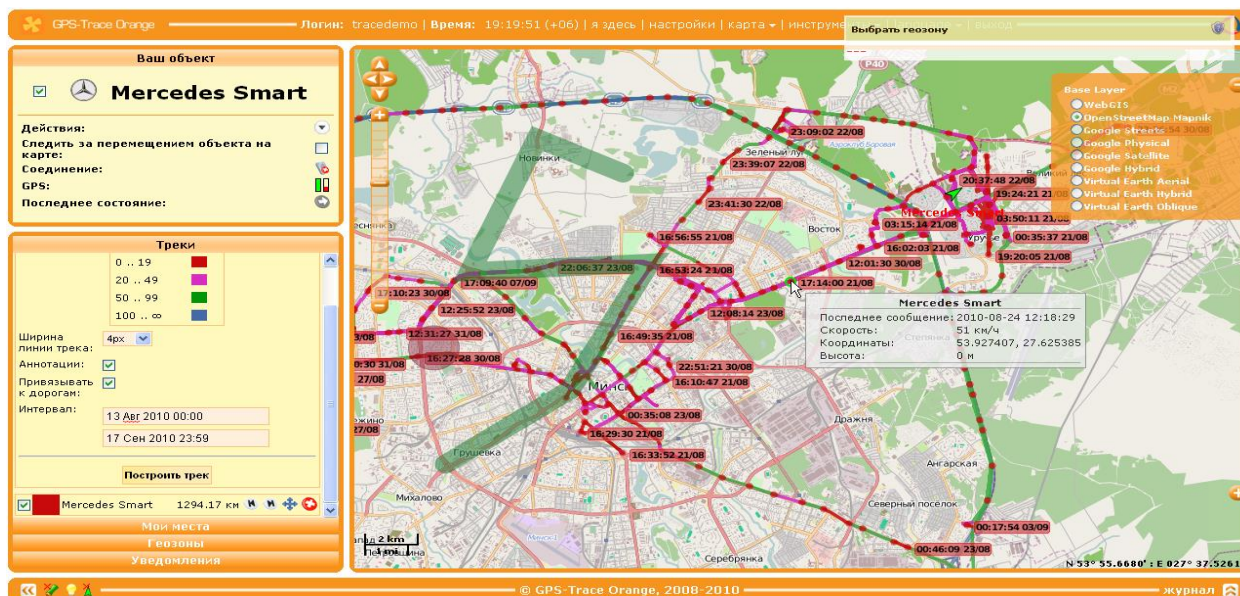 GPS-Trace Orange
Логин: tracedemo | Время: 19:19:51 (+06) | я здесь | настройки | карта
Выбрать геозону
---
Ваш объект
Mercedes Smart
Действия:
Следить за перемещением объекта на
карте:
Соединение:
GPS:
Последнее состояние:
Треки
0 .. 19
20 .. 49
50 .. 99
100 .. ∞
Ширина
линии трека:
4px
Аннотации:
Привязывать
к дорогам:
Интервал:
13 Авг 2010 00:00
17 Сен 2010 23:59
Построить трек
Mercedes Smart 1294.17 км
Мои места
Геозоны
Уведомления
Base Layer
WebGIS
OpenStreetMap Mapnik
Google Streets
Google Physical
Google Satellite
Google Hybrid
Virtual Earth Aerial
Virtual Earth Hybrid
Virtual Earth Oblique
P40
23:09:02 22/08
Зеленый луг
Новинки
23:39:07 22/08
20:37:48 22/08
19:24:21 21/08
23:41:30 22/08
03:15:14 21/08
03:50:11 21/08
Восток
16:56:55 21/08
16:02:03 21/08
00:35:37 21/08
19:20:05 21/08
22:06:37 23/08
16:53:24 21/08
12:01:30 30/08
17:09:40 07/09
17:14:00 21/08
17:10:23 30/08
12:25:52 23/08
12:08:14 23/08
Mercedes Smart
Последнее сообщение: 2010-08-24 12:18:29
Скорость: 51 км/ч
Координаты: 53.927407, 27.625385
Высота: 0 м
12:31:27 31/08
16:49:35 21/08
16:27:28 30/08
22:51:21 30/08
16:10:47 21/08
00:35:08 23/08
Дражня
16:29:30 21/08
Грушевка
16:33:52 21/08
Ангарская
Михалово
Северный посёлок
00:17:54 03/09
2 km
1 mi
00:46:09 23/08
Серебрянка
N 53° 55.6680' : E 027° 37.5261
© GPS-Trace Orange, 2008-2010
журнал